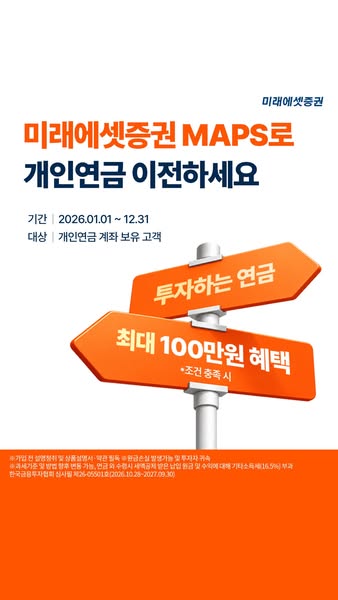 미래에셋증권
미래에셋증권 MAPS로
개인연금 이전하세요
기간 | 2026.01.01 ~ 12.31
대상 | 개인연금 계좌 보유 고객
투자하는 연금
최대 100만원 혜택
*조건 충족 시
※가입 전 설명청취 및 상품설명서·약관 필독 ※원금손실 발생가능 및 투자자 귀속
※과세기준 및 방법 향후 변동 가능, 연금 외 수령시 세액공제 받은 납입 원금 및 수익에 대해 기타소득세(16.5%) 부과
한국금융투자협회 심사필 제26-05501호(2026.10.28~2027.09.30)